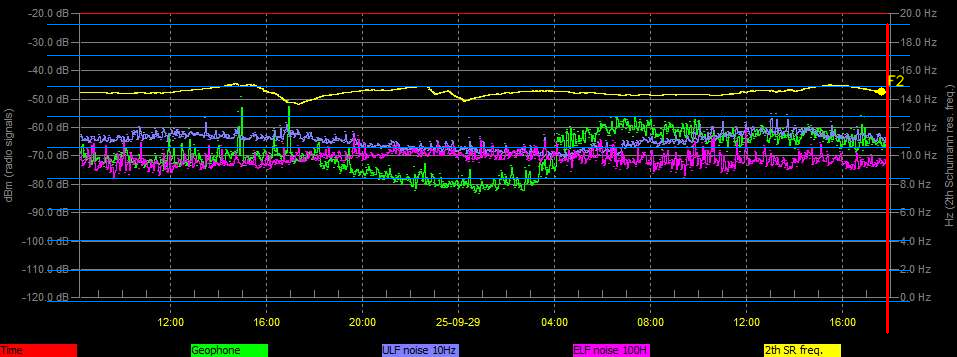 -20.0 dB 20.0 Hz
-30.0 dB 18.0 Hz
-40.0 dB 16.0 Hz
F2
-50.0 dB 14.0 Hz
-60.0 dB 12.0 Hz
-70.0 dB 10.0 Hz
-80.0 dB 8.0 Hz
-90.0 dB 6.0 Hz
-100.0 dB 4.0 Hz
-110.0 dB 2.0 Hz
-120.0 dB 0.0 Hz
dBm (radio signals)
Hz (2th Schumann res. freq.)
12:00 16:00 20:00 25-09-29 04:00 08:00 12:00 16:00
Time Geophone ULF noise 10Hz ELF noise 100H 2th SR freq.